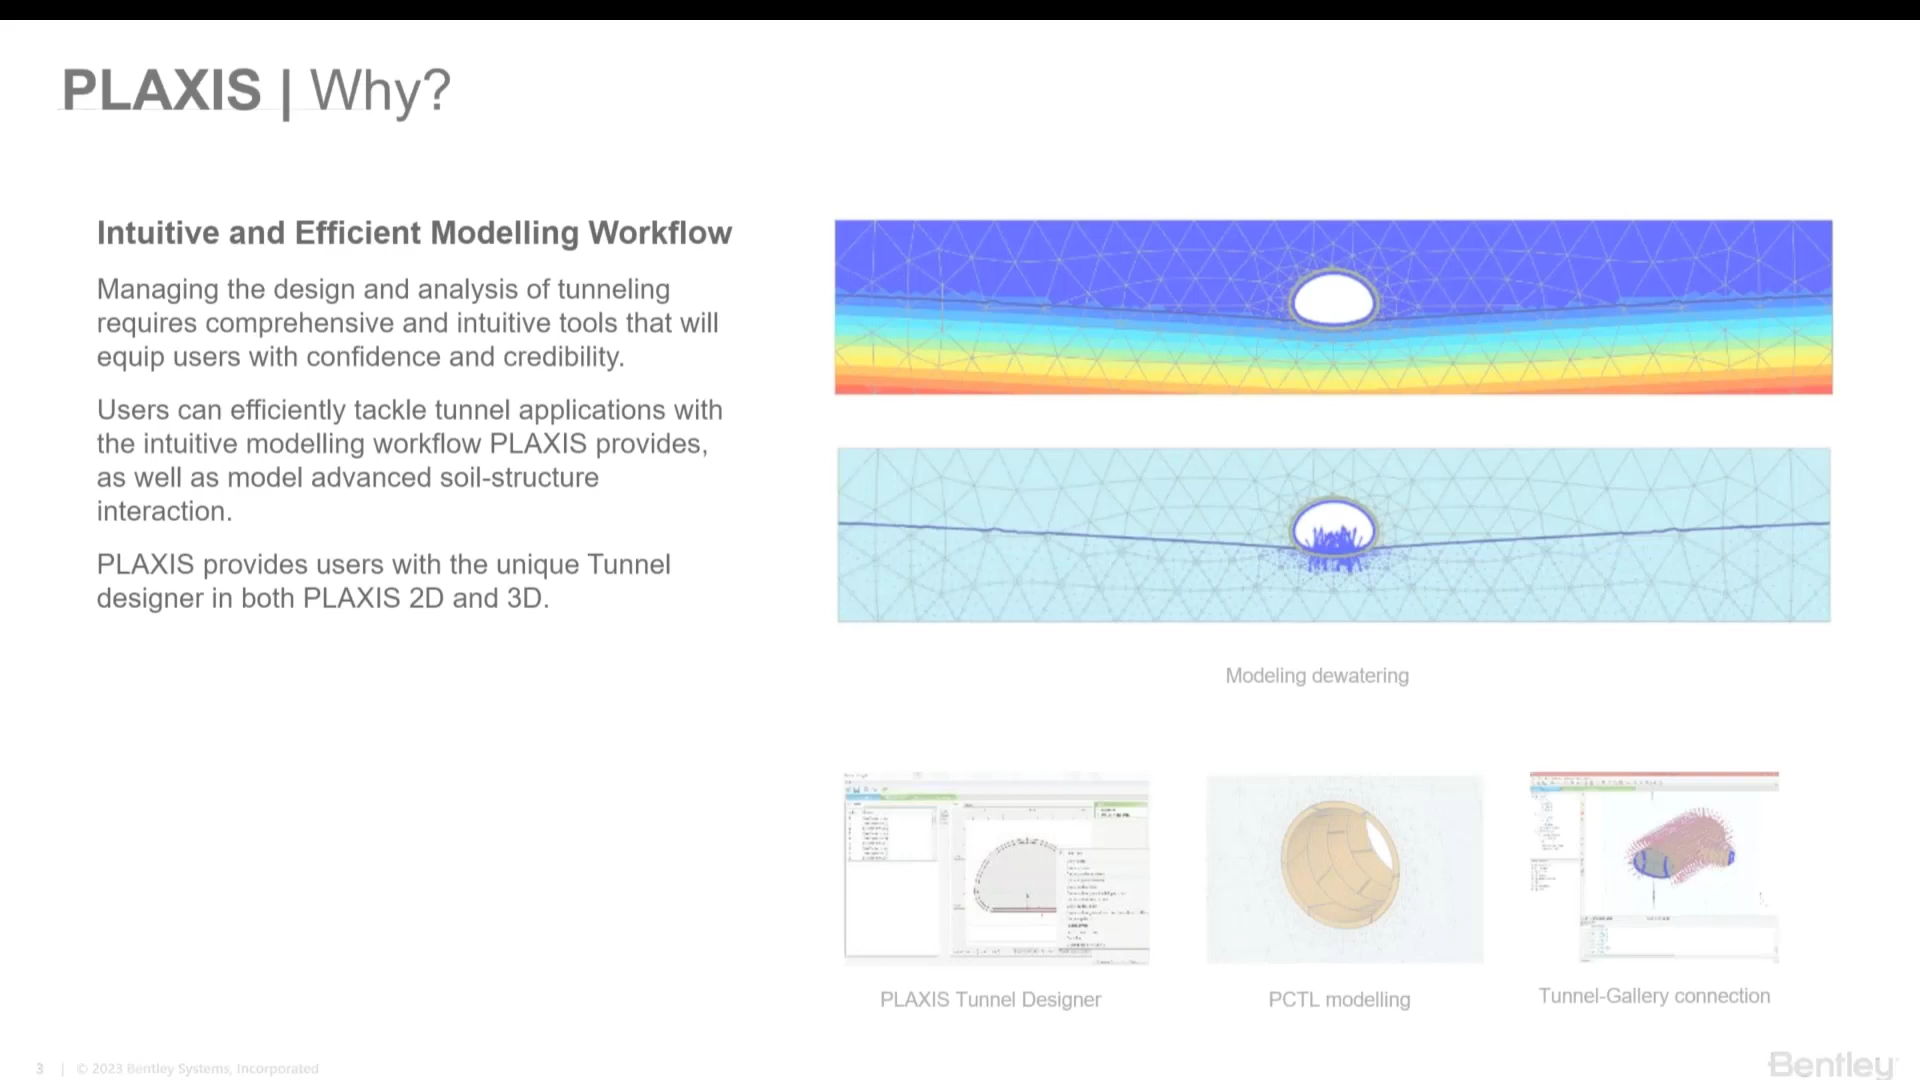 PLAXIS | Why?
Intuitive and Efficient Modelling Workflow
Managing the design and analysis of tunneling
requires comprehensive and intuitive tools that will
equip users with confidence and credibility.
Users can efficiently tackle tunnel applications with
the intuitive modelling workflow PLAXIS provides,
as well as model advanced soil-structure
interaction.
PLAXIS provides users with the unique Tunnel
designer in both PLAXIS 2D and 3D.
Modeling dewatering
PLAXIS Tunnel Designer
PCTL modelling
Tunnel-Gallery connection
3 | © 2023 Bentley Systems, Incorporated
Bentley